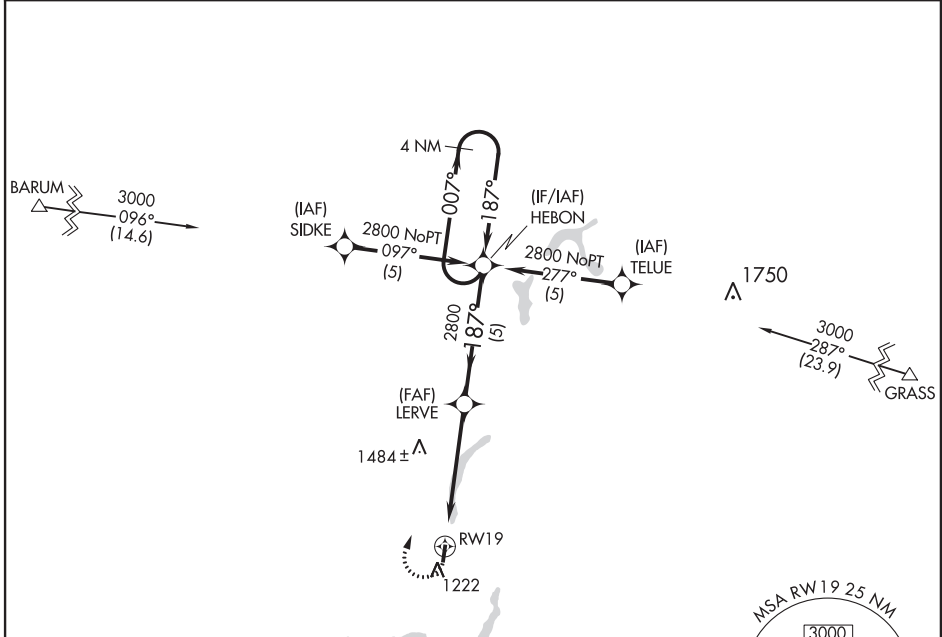 4 NM
BARUM
3000
096°
(14.6)
(IAF)
SIDKE
2800 NoPT
097°
(5)
007°
187°
(IF/IAF)
HEBON
2800 NoPT
277°
(5)
(IAF)
TELUE
1750
3000
287°
(23.9)
GRASS
2800
187°
(5)
(FAF)
LERVE
1484±
RW19
1222
MSA RW19 25 NM
3000